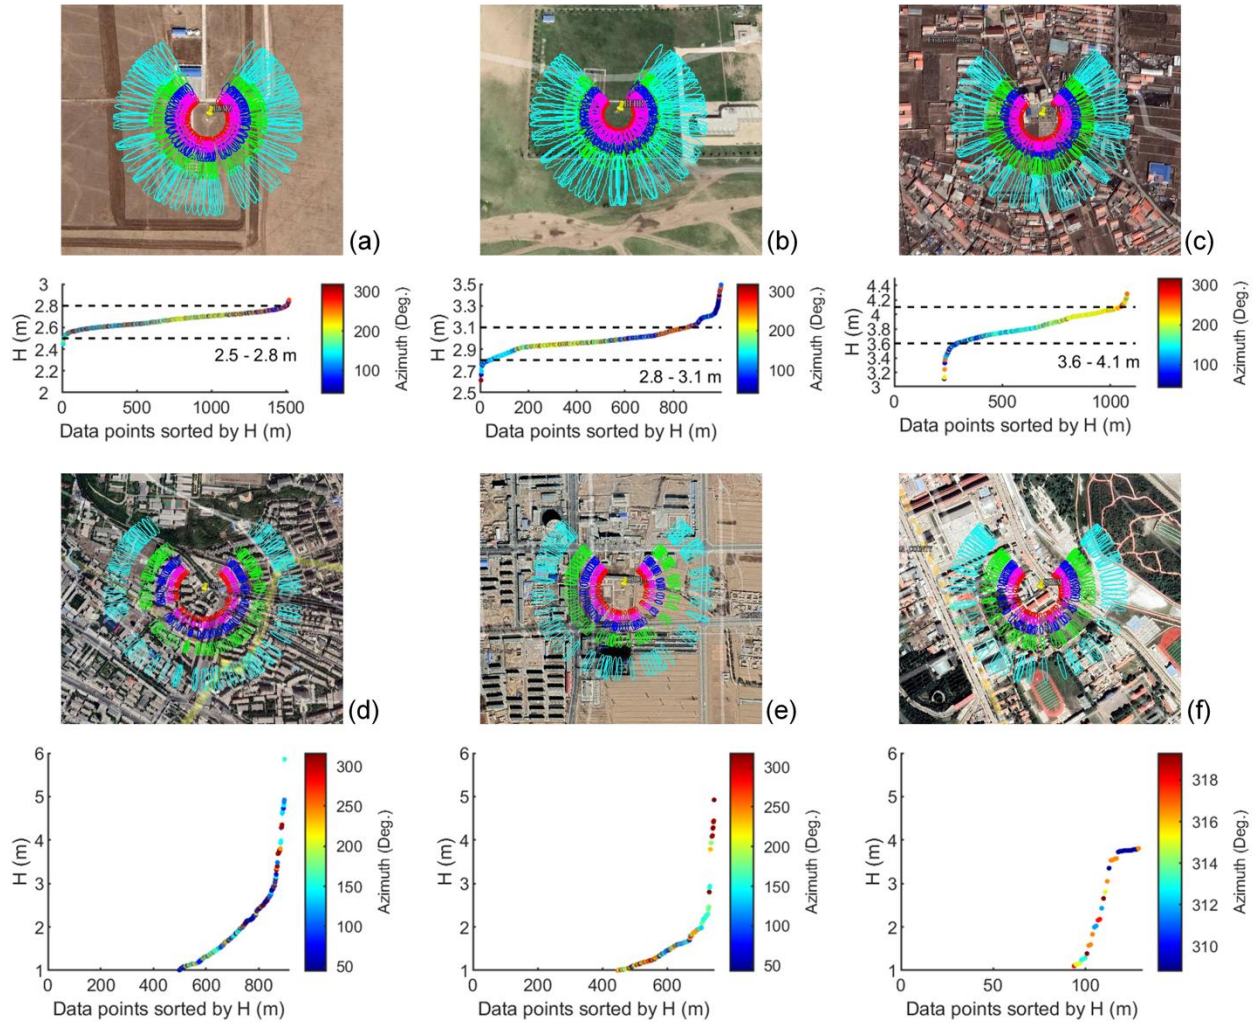 (a)
(b)
(c)
H (m)
3
2.8
2.6
2.4
2.2
2
2.5 - 2.8 m
0 500 1000 1500
Data points sorted by H (m)
300
200
100
Azimuth (Deg.)
H (m)
3.5
3.3
3.1
2.9
2.7
2.5
2.8 - 3.1 m
0 200 400 600 800
Data points sorted by H (m)
300
200
100
Azimuth (Deg.)
H (m)
4.4
4.2
4
3.8
3.6
3.4
3.2
3
3.6 - 4.1 m
0 500 1000
Data points sorted by H (m)
300
200
100
Azimuth (Deg.)
(d)
(e)
(f)
H (m)
6
5
4
3
2
1
0 200 400 600 800
Data points sorted by H (m)
300
250
200
150
100
50
Azimuth (Deg.)
H (m)
6
5
4
3
2
1
0 200 400 600
Data points sorted by H (m)
300
250
200
150
100
50
Azimuth (Deg.)
H (m)
6
5
4
3
2
1
0 50 100
Data points sorted by H (m)
318
316
314
312
310
Azimuth (Deg.)